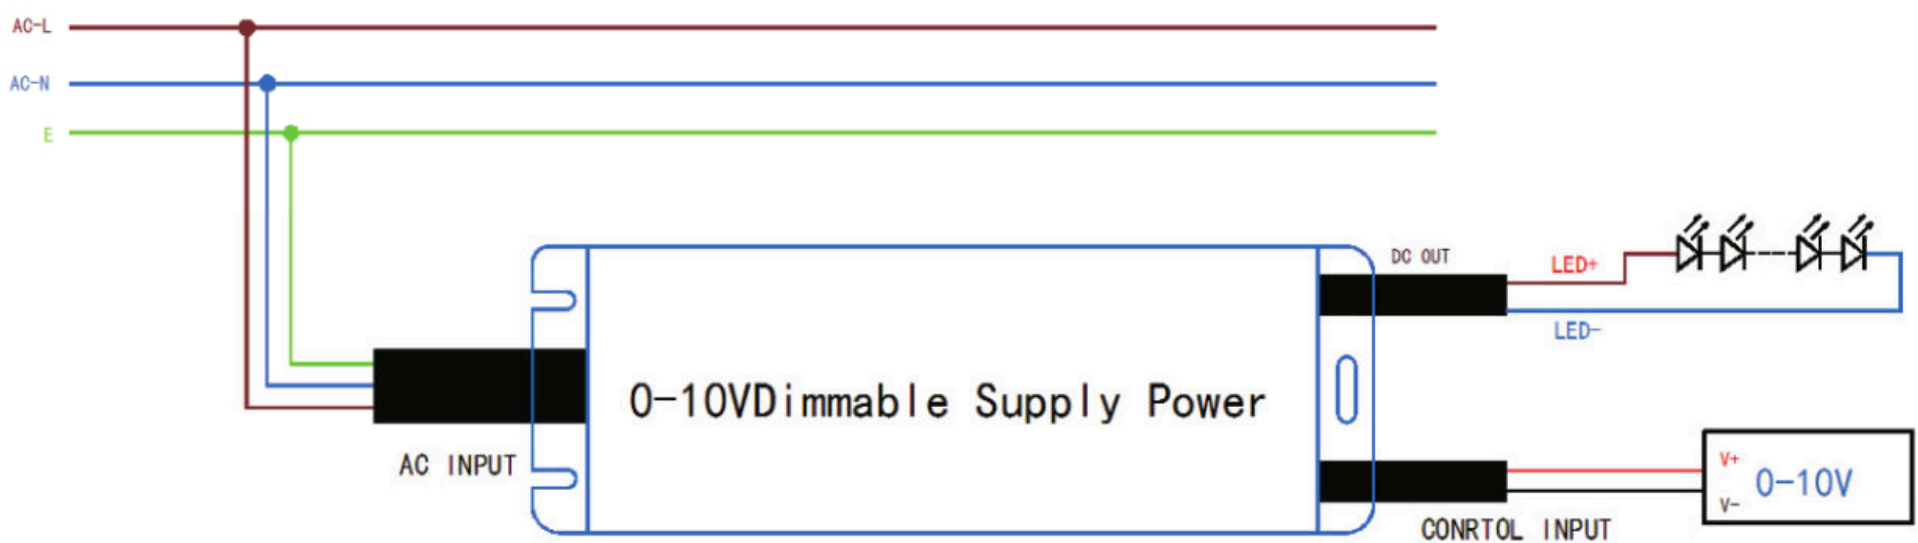 AC-L
AC-N
E
DC OUT
LED+
LED-
0-10VDimmable Supply Power
AC INPUT
V+
0-10V
V-
CONRTOL INPUT